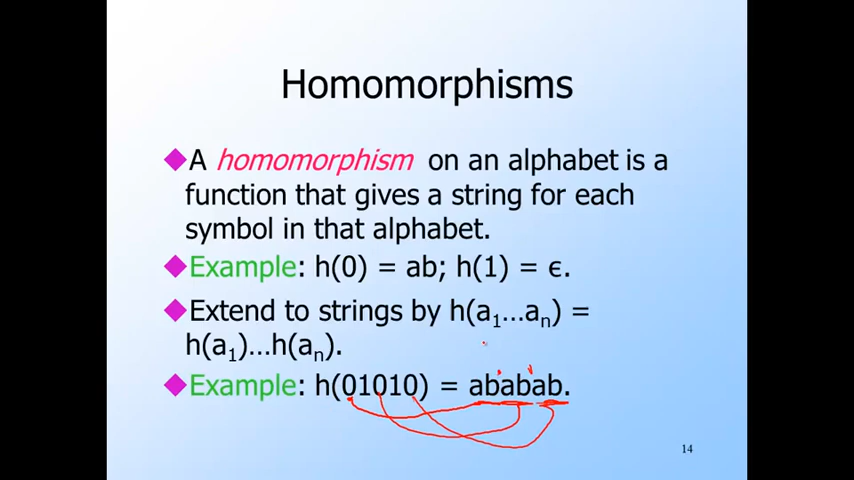 Homomorphisms
A homomorphism on an alphabet is a
function that gives a string for each
symbol in that alphabet.
Example: h(0) = ab; h(1) = ϵ.
Extend to strings by h(a₁…aₙ) =
h(a₁)…h(aₙ).
Example: h(01010) = ababab.
14